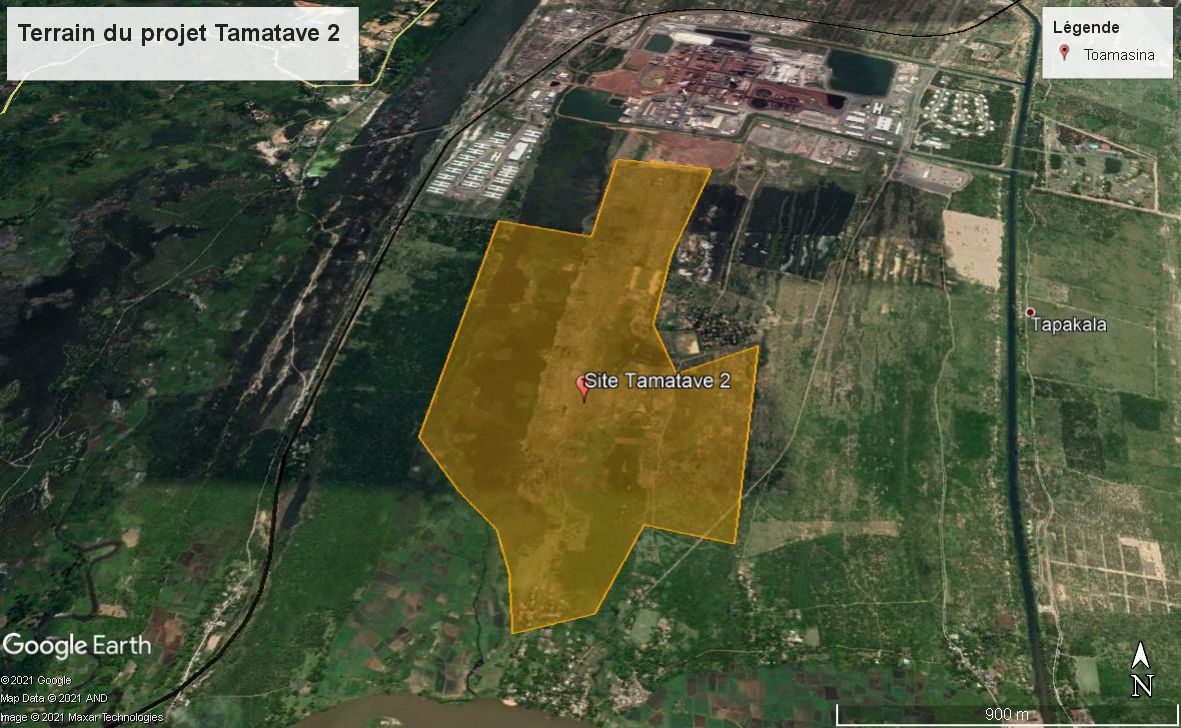 Terrain du projet Tamatave 2
Légende
Toamasina
Tapakala
Site Tamatave 2
Google Earth
©2021 Google
Map Data ©2021 AND
Image ©2021 Maxar Technologies
N
900 m